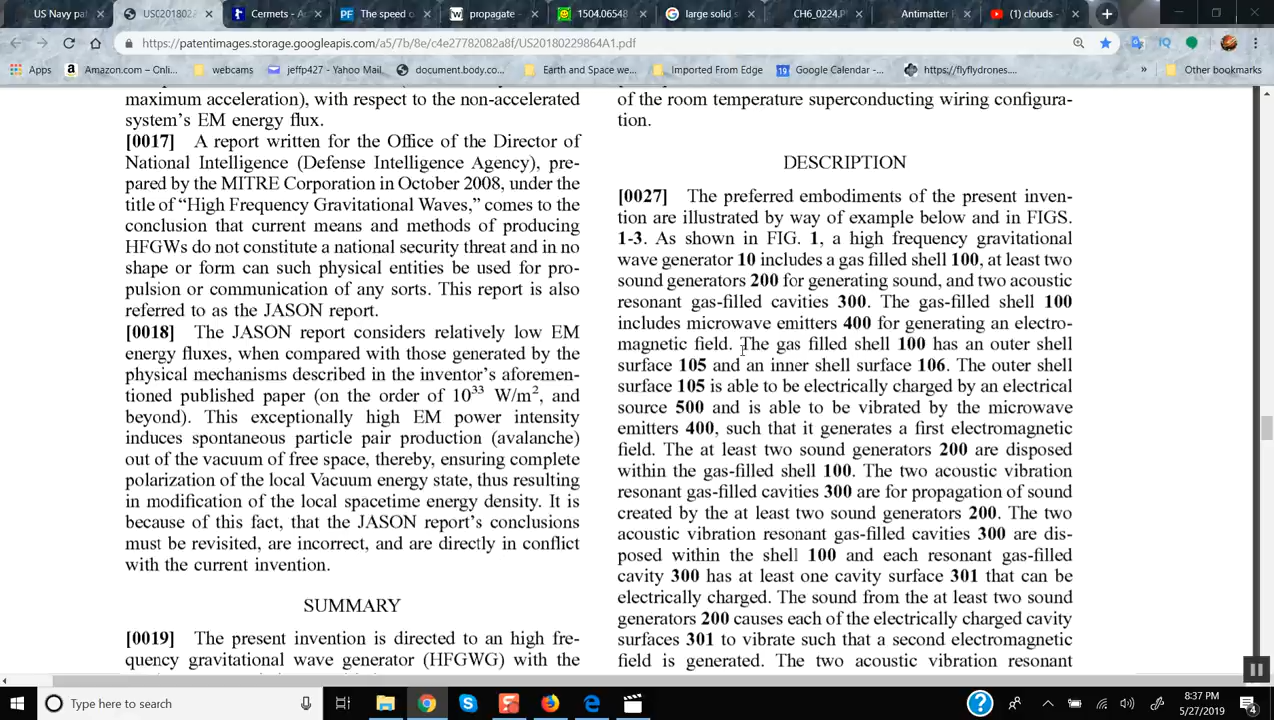 US Navy pat
US0201802
Cermets - A
The speed o
propagate -
1504.06548
large solid s
CH6_0224.P
Antimatter
(1) clouds -
https://patentimages.storage.googleapis.com/a5/7b/8e/c4e27782082a8f/US20180229864A1.pdf
Apps
Amazon.com – Onli...
webcams
jeffp427 - Yahoo Mail
document.body.co...
Earth and Space we...
Imported From Edge
Google Calendar -...
https://flyflydrones....
»
Other bookmarks
maximum acceleration), with respect to the non-accelerated
system’s EM energy flux.
[0017] A report written for the Office of the Director of
National Intelligence (Defense Intelligence Agency), pre-
pared by the MITRE Corporation in October 2008, under the
title of “High Frequency Gravitational Waves,” comes to the
conclusion that current means and methods of producing
HFGWs do not constitute a national security threat and in no
shape or form can such physical entities be used for pro-
pulsion or communication of any sorts. This report is also
referred to as the JASON report.
[0018] The JASON report considers relatively low EM
energy fluxes, when compared with those generated by the
physical mechanisms described in the inventor’s aforemen-
tioned published paper (on the order of 10³³ W/m², and
beyond). This exceptionally high EM power intensity
induces spontaneous particle pair production (avalanche)
out of the vacuum of free space, thereby, ensuring complete
polarization of the local Vacuum energy state, thus resulting
in modification of the local spacetime energy density. It is
because of this fact, that the JASON report’s conclusions
must be revisited, are incorrect, and are directly in conflict
with the current invention.
SUMMARY
[0019] The present invention is directed to an high fre-
quency gravitational wave generator (HFGWG) with the
of the room temperature superconducting wiring configura-
tion.
DESCRIPTION
[0027] The preferred embodiments of the present inven-
tion are illustrated by way of example below and in FIGS.
1-3. As shown in FIG. 1, a high frequency gravitational
wave generator 10 includes a gas filled shell 100, at least two
sound generators 200 for generating sound, and two acoustic
resonant gas-filled cavities 300. The gas-filled shell 100
includes microwave emitters 400 for generating an electro-
magnetic field. The gas filled shell 100 has an outer shell
surface 105 and an inner shell surface 106. The outer shell
surface 105 is able to be electrically charged by an electrical
source 500 and is able to be vibrated by the microwave
emitters 400, such that it generates a first electromagnetic
field. The at least two sound generators 200 are disposed
within the gas-filled shell 100. The two acoustic vibration
resonant gas-filled cavities 300 are for propagation of sound
created by the at least two sound generators 200. The two
acoustic vibration resonant gas-filled cavities 300 are dis-
posed within the shell 100 and each resonant gas-filled
cavity 300 has at least one cavity surface 301 that can be
electrically charged. The sound from the at least two sound
generators 200 causes each of the electrically charged cavity
surfaces 301 to vibrate such that a second electromagnetic
field is generated. The two acoustic vibration resonant
Type here to search
8:37 PM
5/27/2019